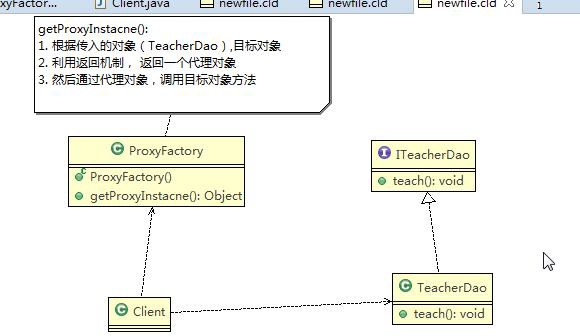 oxyFactor...
Client.java
newfile.cld
newfile.cld
newfile.cld
1
getProxyInstacne():
1. 根据传入的对象（TeacherDao）,目标对象
2. 利用返回机制， 返回一个代理对象
3. 然后通过代理对象，调用目标对象方法
ProxyFactory
ProxyFactory()
getProxyInstacne(): Object
ITeacherDao
teach(): void
Client
TeacherDao
teach(): void